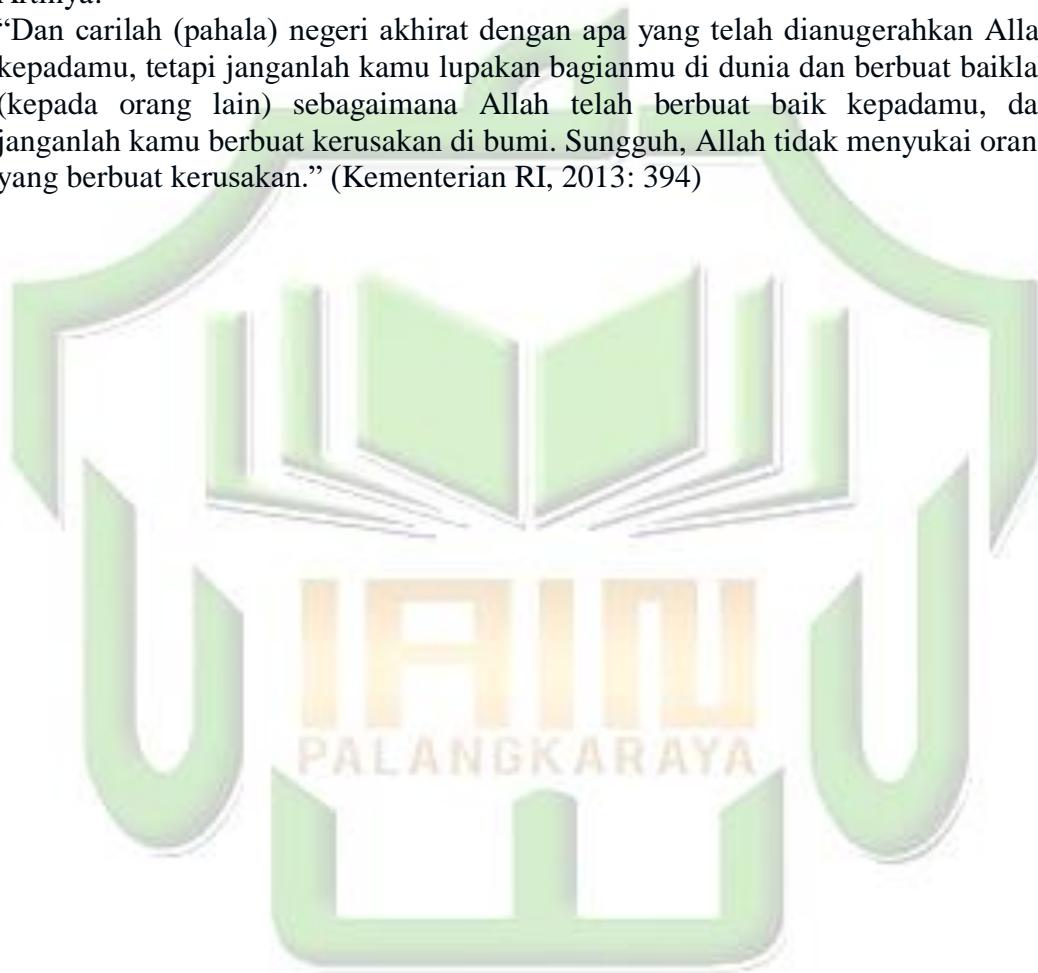 Artinya:
“Dan carilah (pahala) negeri akhirat dengan apa yang telah dianugerahkan Alla
kepadamu, tetapi janganlah kamu lupakan bagianmu di dunia dan berbuat baikla
(kepada orang lain) sebagaimana Allah telah berbuat baik kepadamu, da
janganlah kamu berbuat kerusakan di bumi. Sungguh, Allah tidak menyukai oran
yang berbuat kerusakan.” (Kementerian RI, 2013: 394)
IAIN
PALANGKARAYA